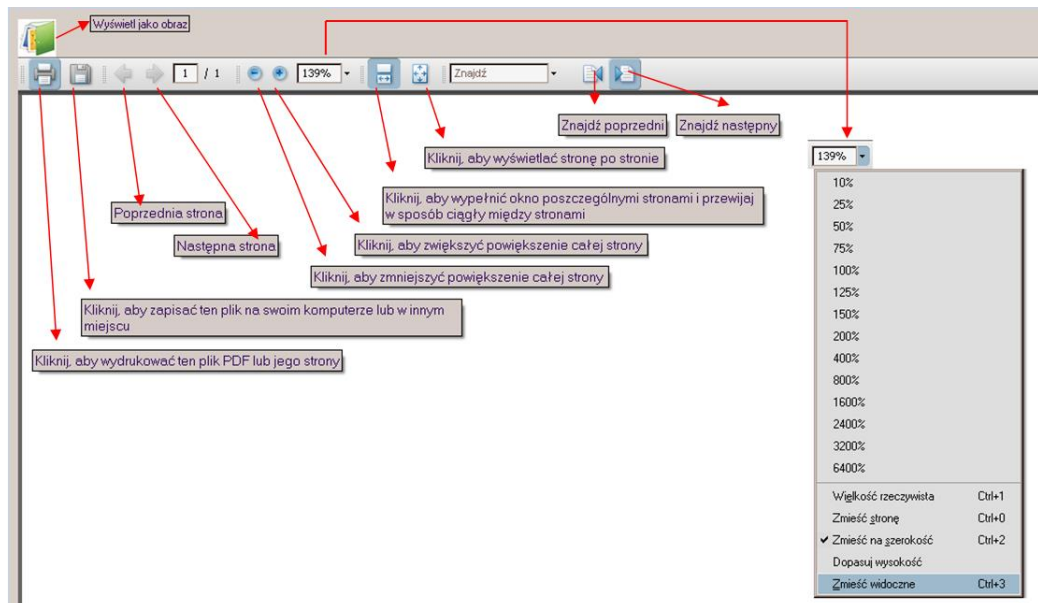 Wyświetl jako obraz
1 / 1
139%
Znajdź
Znajdź poprzedni
Znajdź następny
Kliknij, aby wyświetlać stronę po stronie
Kliknij, aby wypełnić okno poszczególnymi stronami i przewijaj
w sposób ciągły między stronami
Poprzednia strona
Następna strona
Kliknij, aby zwiększyć powiększenie całej strony
Kliknij, aby zmniejszyć powiększenie całej strony
Kliknij, aby zapisać ten plik na swoim komputerze lub w innym
miejscu
Kliknij, aby wydrukować ten plik PDF lub jego strony
139%
10%
25%
50%
75%
100%
125%
150%
200%
400%
800%
1600%
2400%
3200%
6400%
Wielkość rzeczywista Ctrl+1
Zmieść stronę Ctrl+0
Zmieść na szerokość Ctrl+2
Dopasuj wysokość
Zmieść widoczne Ctrl+3